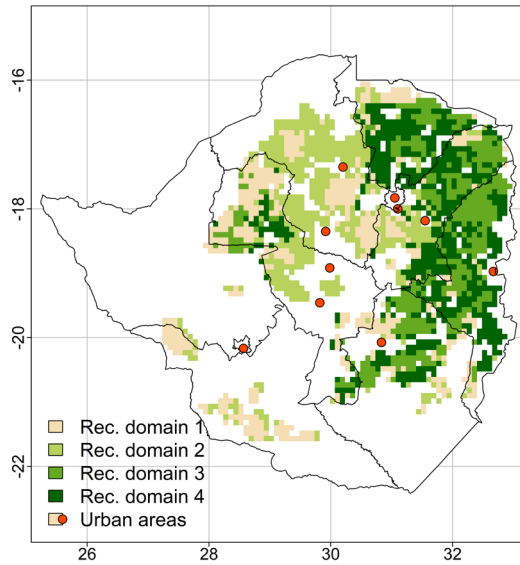 -16
-18
-20
-22
Rec. domain 1
Rec. domain 2
Rec. domain 3
Rec. domain 4
Urban areas
26 28 30 32